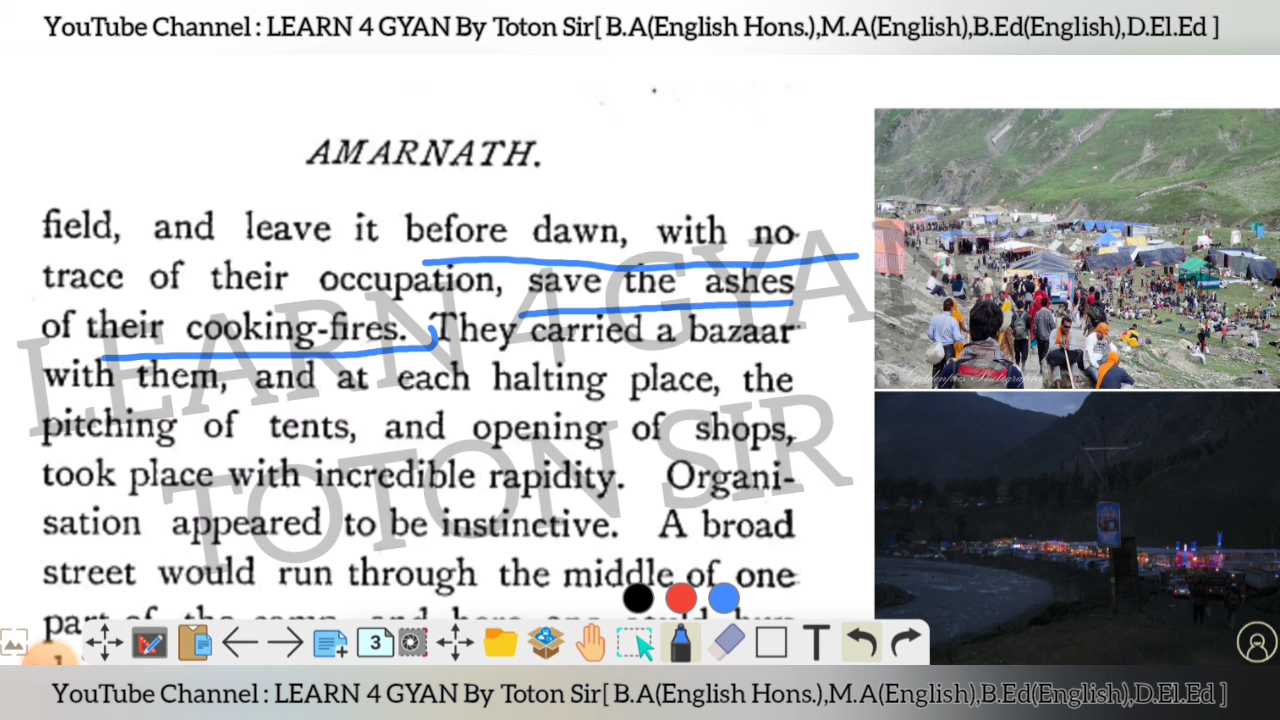 YouTube Channel : LEARN 4 GYAN By Toton Sir[ B.A(English Hons.),M.A(English),B.Ed(English),D.El.Ed ]
AMARNATH.
field, and leave it before dawn, with no
trace of their occupation, save the ashes
of their cooking-fires. They carried a bazaar
with them, and at each halting place, the
pitching of tents, and opening of shops,
took place with incredible rapidity. Organi-
sation appeared to be instinctive. A broad
street would run through the middle of one
LEARN 4 GYAN
TOTON SIR
3
T
YouTube Channel : LEARN 4 GYAN By Toton Sir[ B.A(English Hons.),M.A(English),B.Ed(English),D.El.Ed ]